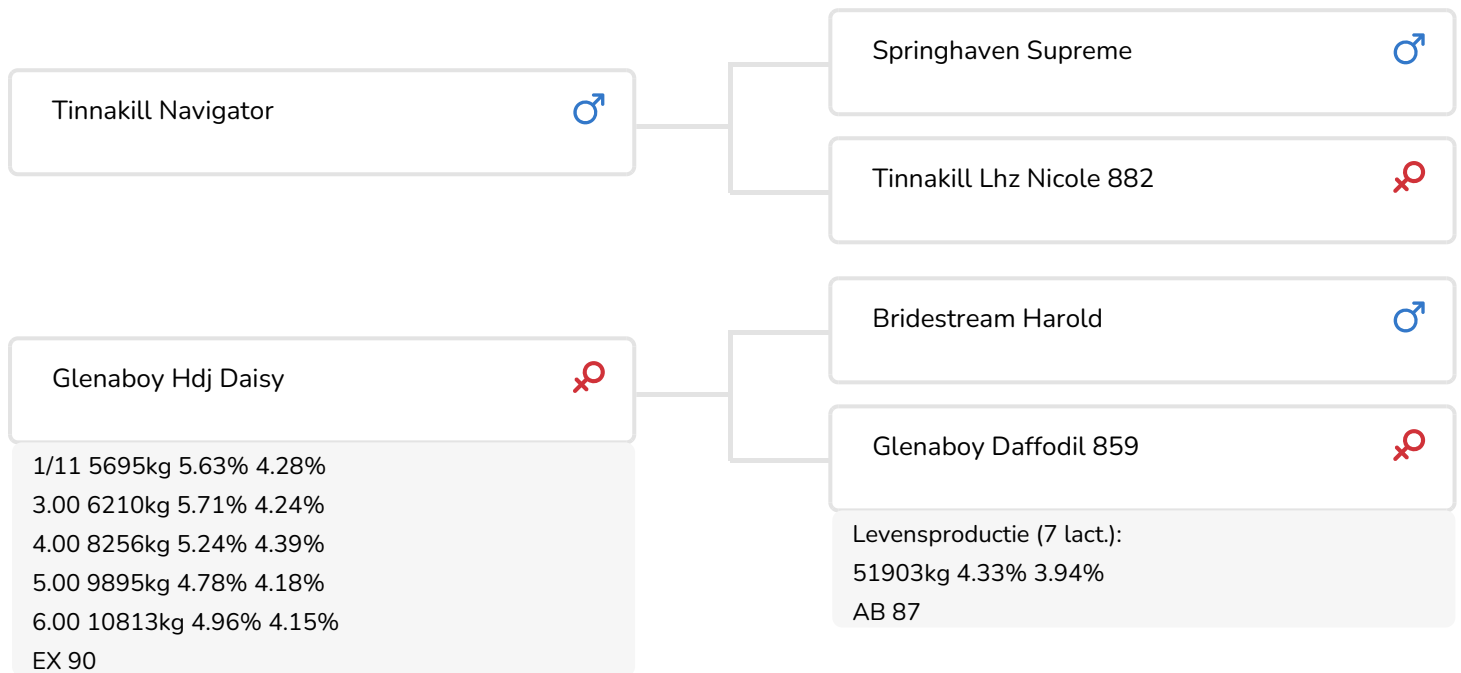 Springhaven Supreme
Tinnakill Navigator
Tinnakill Lhz Nicole 882
Bridestream Harold
Glenaboy Hdj Daisy
Glenaboy Daffodil 859
1/11 5695kg 5.63% 4.28%
3.00 6210kg 5.71% 4.24%
4.00 8256kg 5.24% 4.39%
5.00 9895kg 4.78% 4.18%
6.00 10813kg 4.96% 4.15%
EX 90
Levensproductie (7 lact.):
51903kg 4.33% 3.94%
AB 87